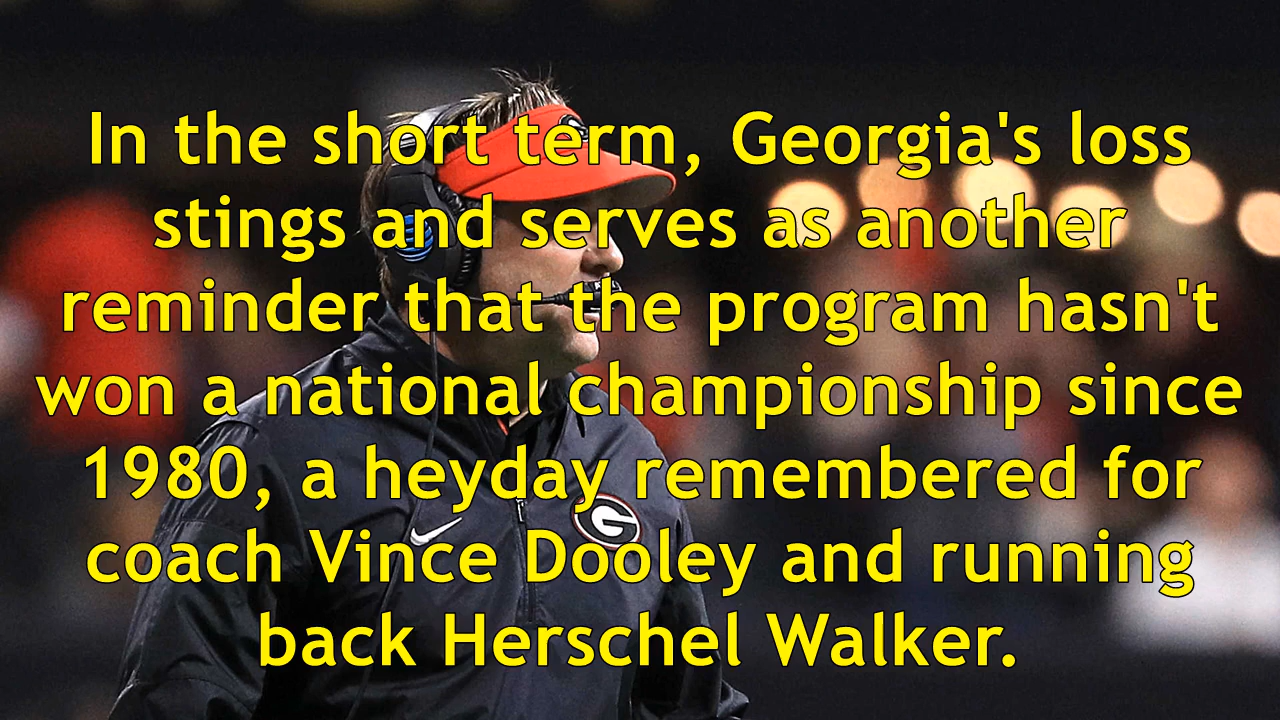 In the short term, Georgia's loss
stings and serves as another
reminder that the program hasn't
won a national championship since
1980, a heyday remembered for
coach Vince Dooley and running
back Herschel Walker.
G